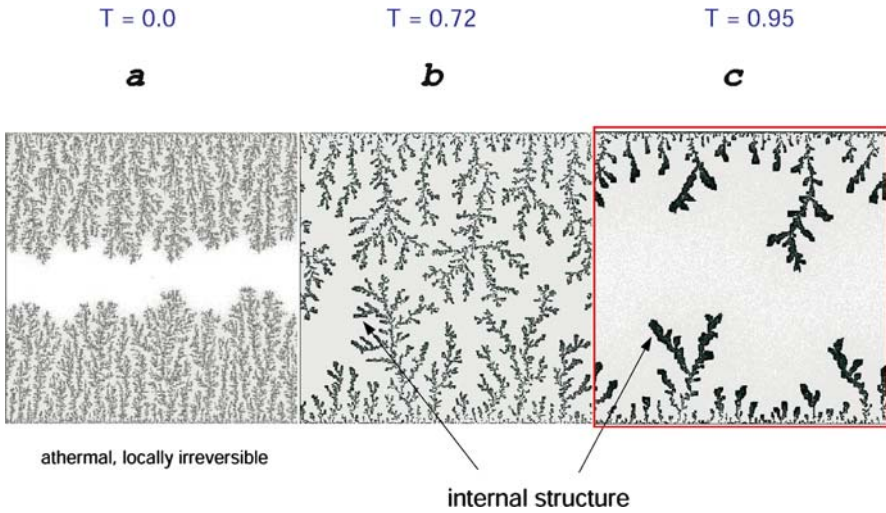 T = 0.0 T = 0.72 T = 0.95
a b c
athermal, locally irreversible
internal structure